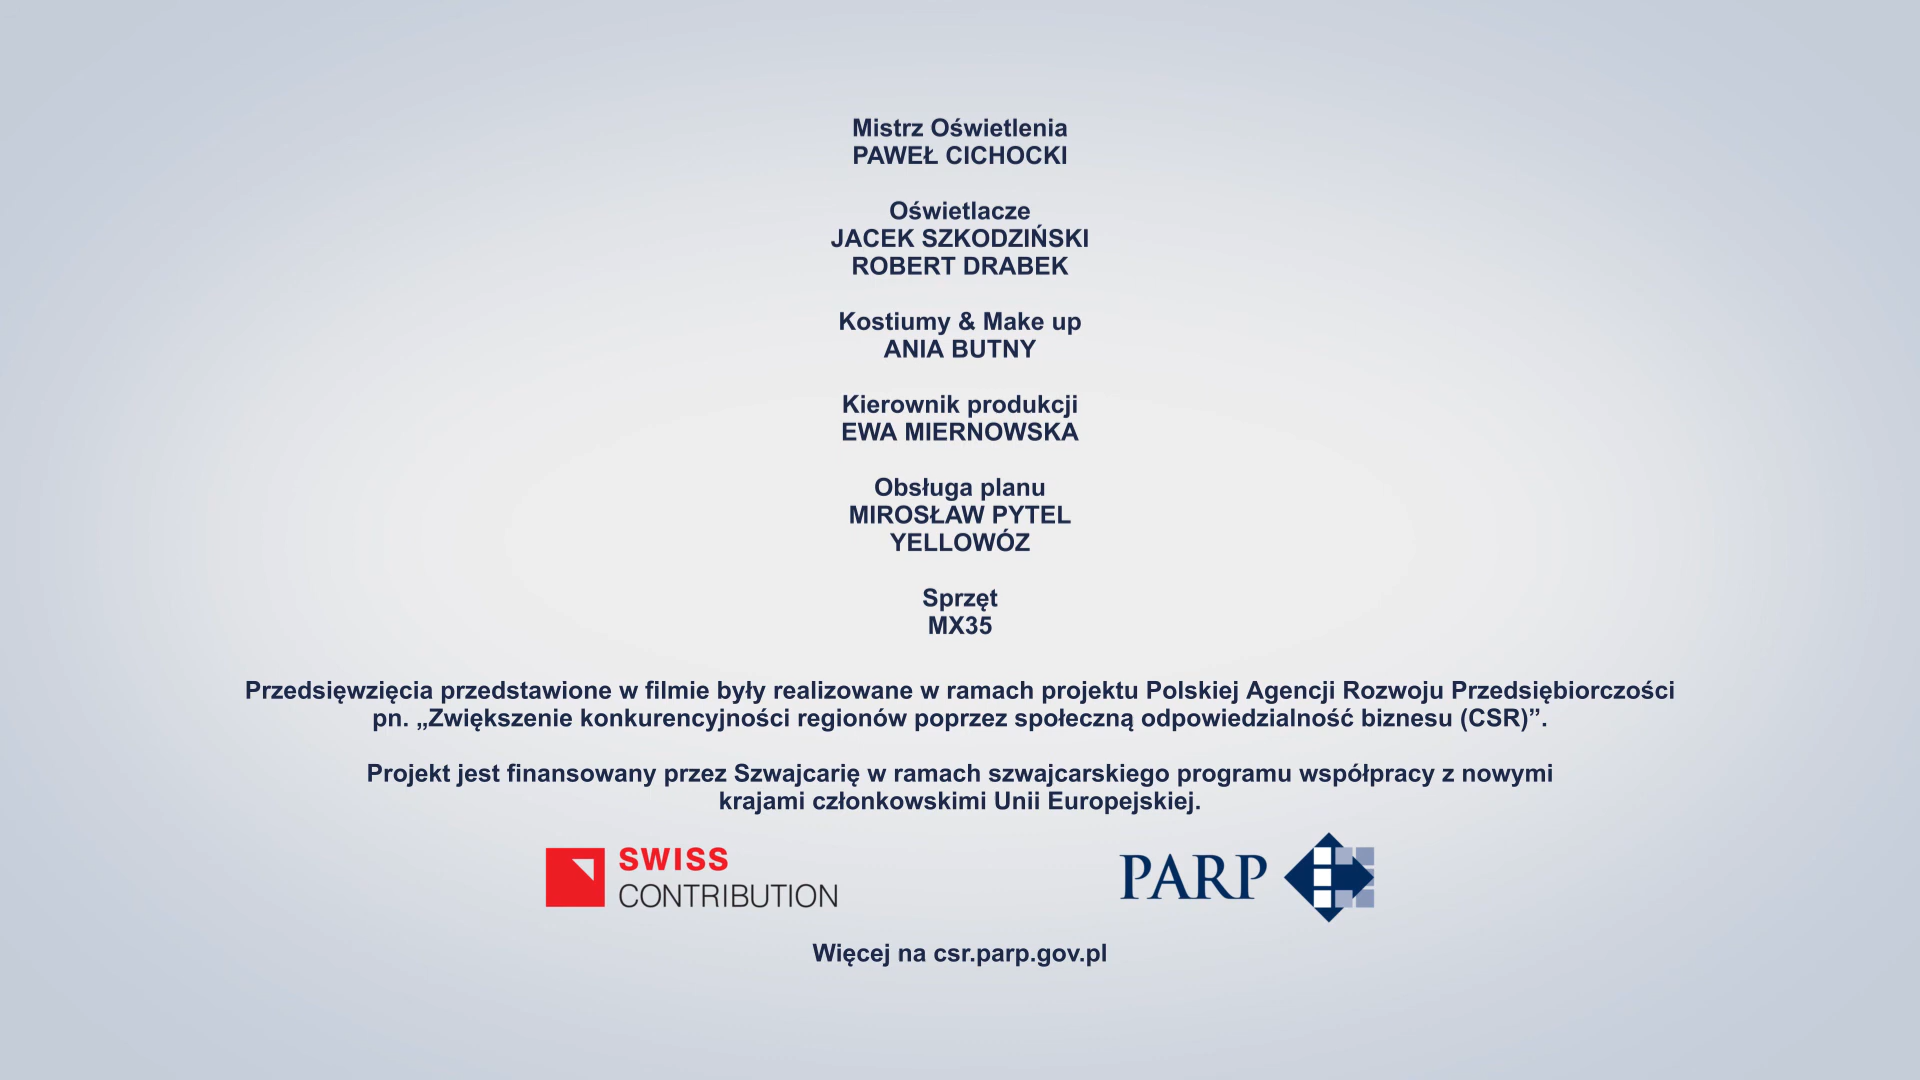 Mistrz Oświetlenia
PAWEŁ CICHOCKI
Oświetlacze
JACEK SZKODZIŃSKI
ROBERT DRABEK
Kostiumy & Make up
ANIA BUTNY
Kierownik produkcji
EWA MIERNOWSKA
Obsługa planu
MIROSŁAW PYTEL
YELLOWÓZ
Sprzęt
MX35
Przedsięwzięcia przedstawione w filmie były realizowane w ramach projektu Polskiej Agencji Rozwoju Przedsiębiorczości
pn. „Zwiększenie konkurencyjności regionów poprzez społeczną odpowiedzialność biznesu (CSR)”.
Projekt jest finansowany przez Szwajcarię w ramach szwajcarskiego programu współpracy z nowymi
krajami członkowskimi Unii Europejskiej.
SWISS
CONTRIBUTION
PARP
Więcej na csr.parp.gov.pl